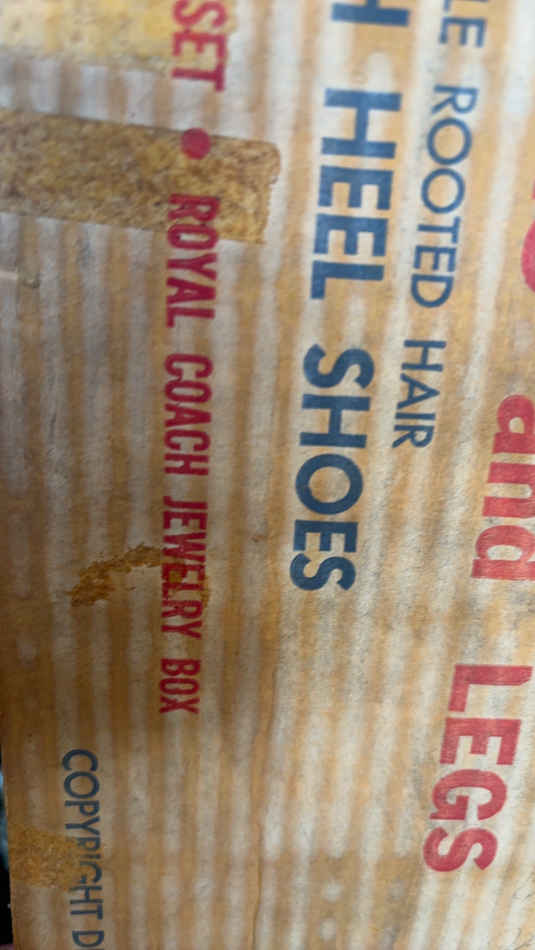 and LEGS
LE ROOTED HAIR
H HEEL SHOES
SET • ROYAL COACH JEWELRY BOX
COPYRIGHT D